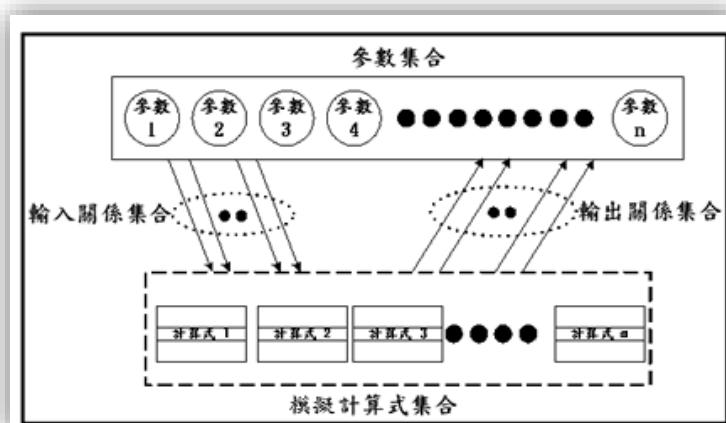 參數集合
參數 1
參數 2
參數 3
參數 4
參數 n
輸入關係集合
輸出關係集合
計算式 1
計算式 2
計算式 3
計算式 n
模擬計算式集合